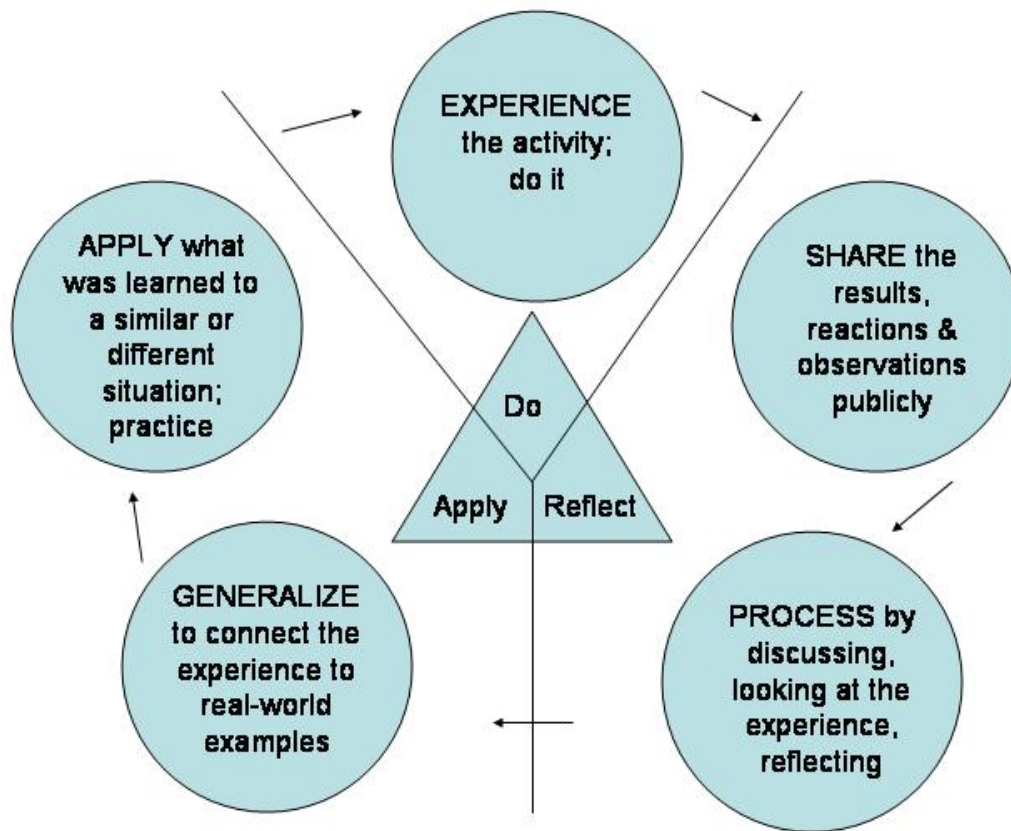 EXPERIENCE
the activity;
do it
SHARE the
results,
reactions &
observations
publicly
PROCESS by
discussing,
looking at the
experience,
reflecting
GENERALIZE
to connect the
experience to
real-world
examples
APPLY what
was learned to
a similar or
different
situation;
practice
Do
Apply
Reflect